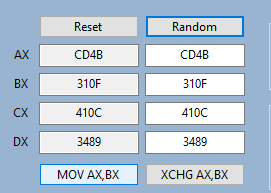 Reset Random
AX CD4B CD4B
BX 310F 310F
CX 410C 410C
DX 3489 3489
MOV AX,BX XCHG AX,BX